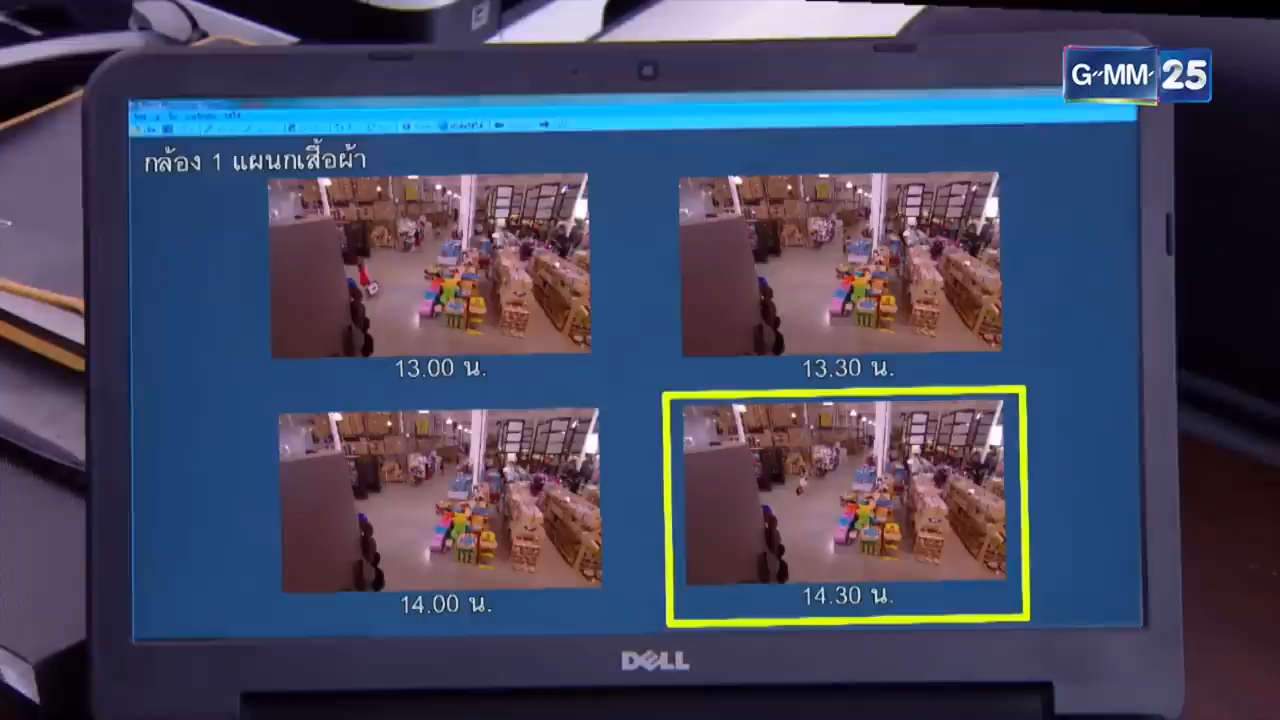 GMM 25
กล้อง 1 แผนกเสื้อผ้า
13.00 น.
13.30 น.
14.00 น.
14.30 น.
DELL